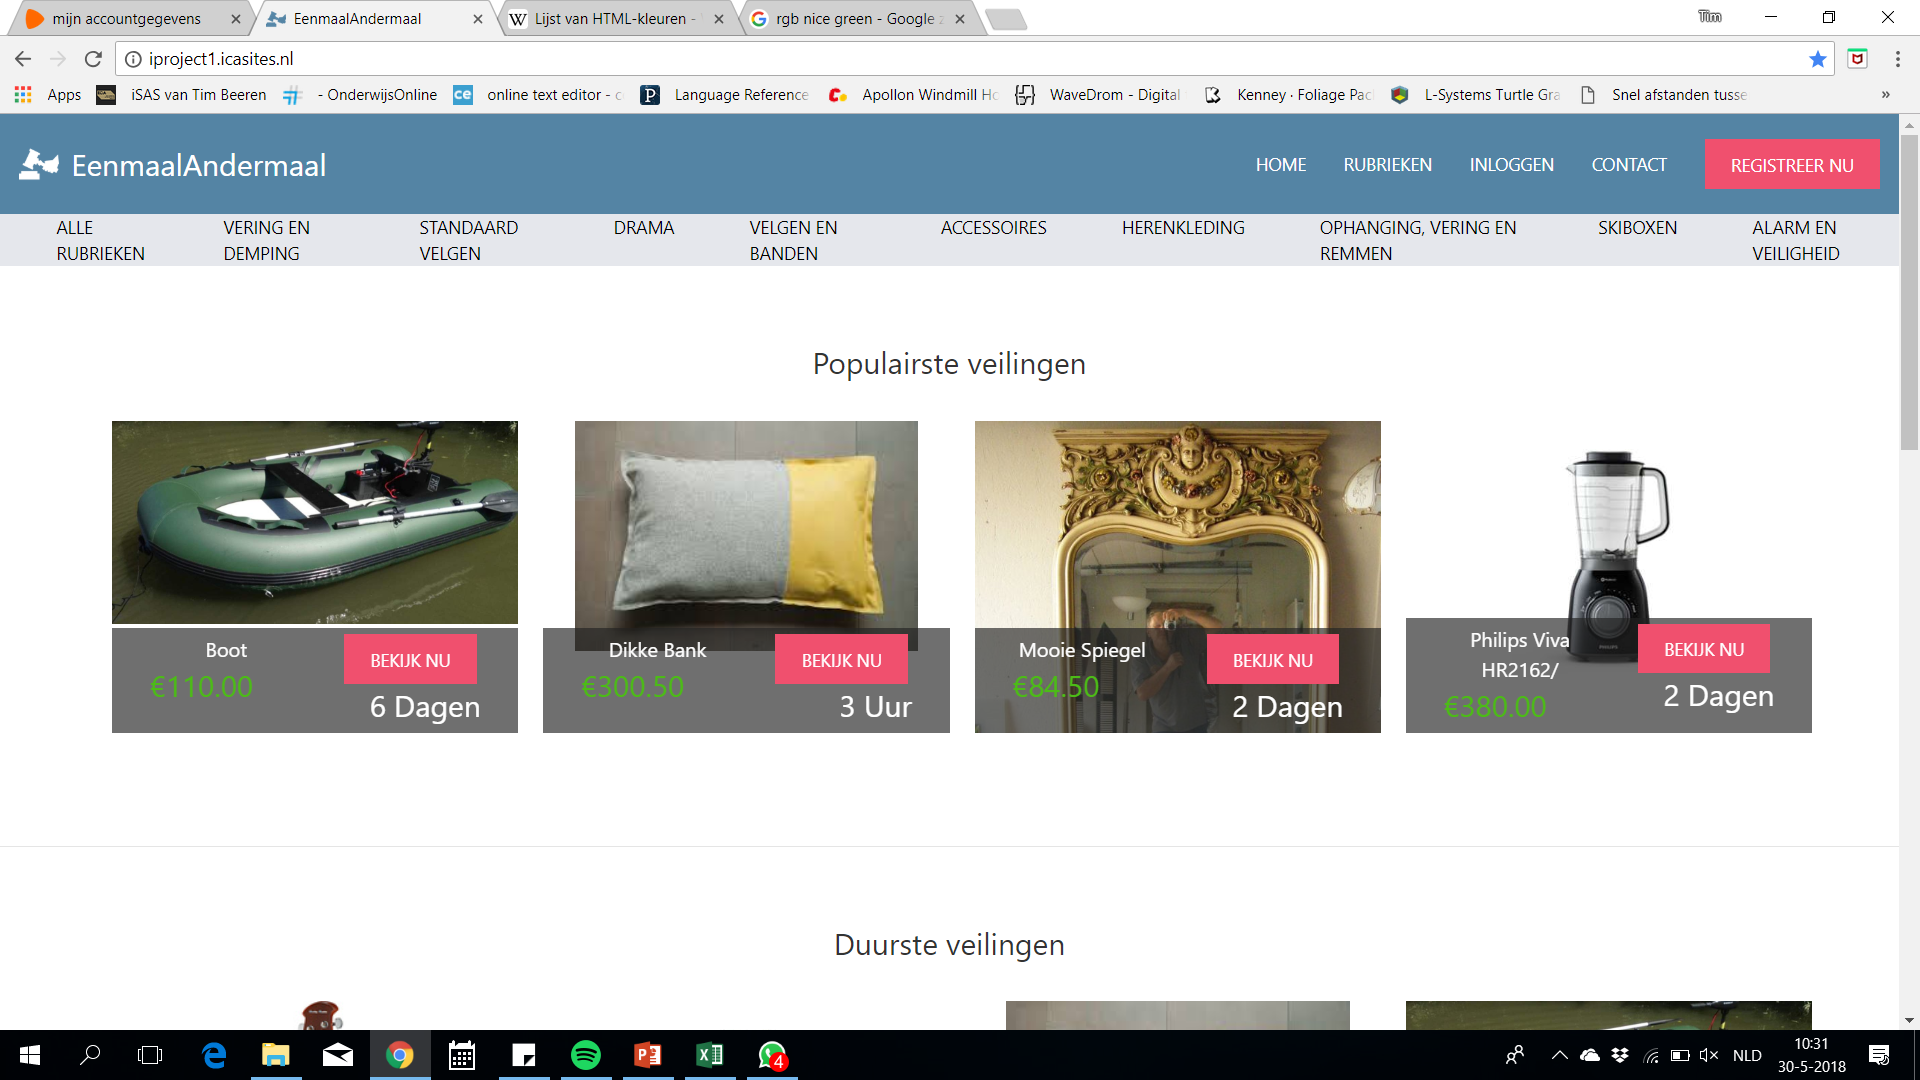 mijn accountgegevens
EenmaalAndermaal
Lijst van HTML-kleuren -
rgb nice green - Google
Tim
iproject1.icasites.nl
Apps
iSAS van Tim Beeren
- OnderwijsOnline
online text editor -
Language Reference
Apollon Windmill
WaveDrom - Digital
Kenney · Foliage
L-Systems Turtle
Snel afstanden
»
EenmaalAndermaal
HOME
RUBRIEKEN
INLOGGEN
CONTACT
REGISTREER NU
ALLE
RUBRIEKEN
VERING EN
DEMPING
STANDAARD
VELGEN
DRAMA
VELGEN EN
BANDEN
ACCESSOIRES
HERENKLEDING
OPHANGING, VERING EN
REMMEN
SKIBOXEN
ALARM EN
VEILIGHEID
Populairste veilingen
Boot
€110.00
BEKIJK NU
6 Dagen
Dikke Bank
€300.50
BEKIJK NU
3 Uur
Mooie Spiegel
€84.50
BEKIJK NU
2 Dagen
Philips Viva
HR2162/
€380.00
BEKIJK NU
2 Dagen
Duurste veilingen
4
NLD
10:31
30-5-2018